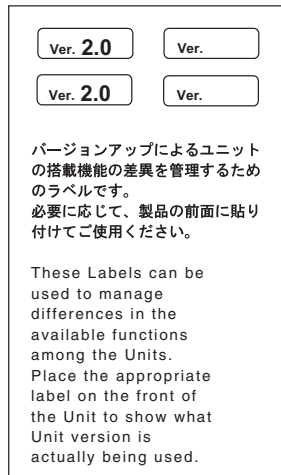 Ver. 2.0 Ver.
Ver. 2.0 Ver.
バージョンアップによるユニット
の搭載機能の差異を管理するため
のラベルです。
必要に応じて、製品の前面に貼り
付けてご使用ください。
These Labels can be
used to manage
differences in the
available functions
among the Units.
Place the appropriate
label on the front of
the Unit to show what
Unit version is
actually being used.